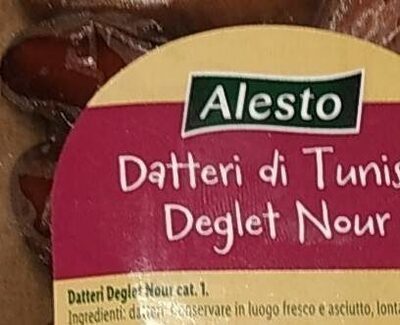 Alesto
Datteri di Tunis
Deglet Nour
Datteri Deglet Nour cat. 1.
Ingredienti: datteri. Conservare in luogo fresco e asciutto, lonta